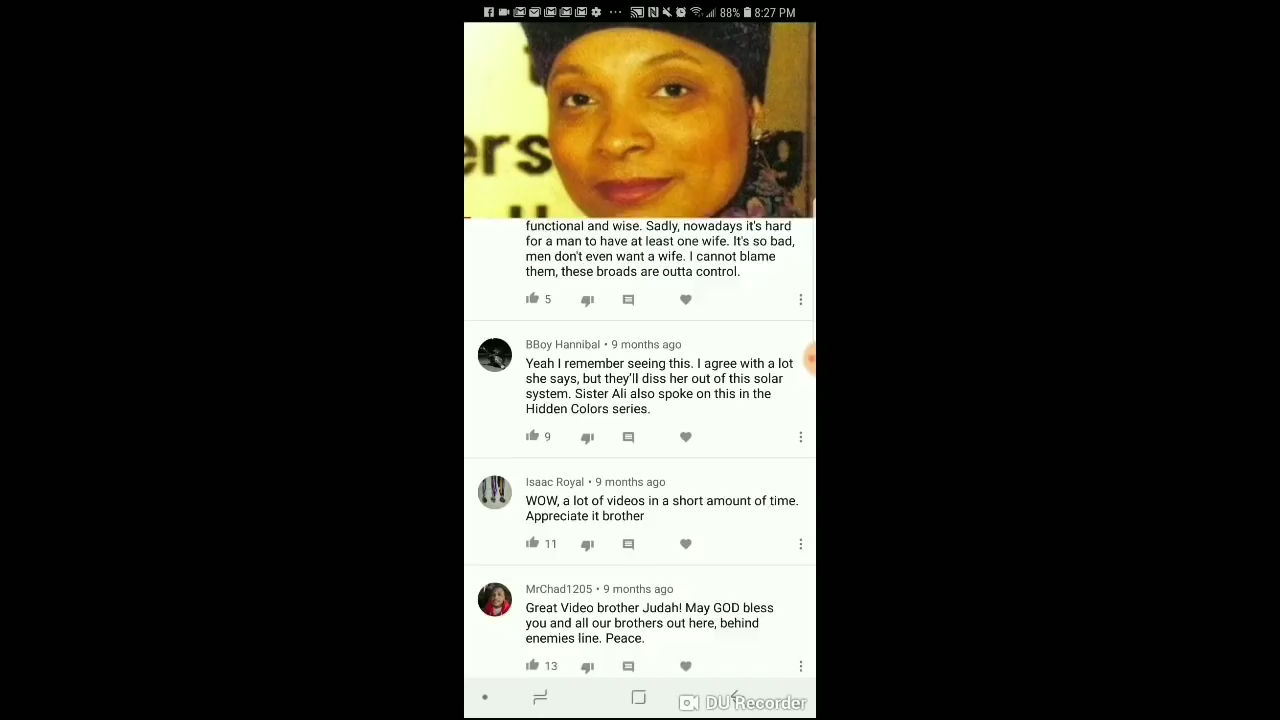 88% 8:27 PM
ers
g
functional and wise. Sadly, nowadays it's hard
for a man to have at least one wife. It's so bad,
men don't even want a wife. I cannot blame
them, these broads are outta control.
5
BBoy Hannibal • 9 months ago
Yeah I remember seeing this. I agree with a lot
she says, but they'll diss her out of this solar
system. Sister Ali also spoke on this in the
Hidden Colors series.
9
Isaac Royal • 9 months ago
WOW, a lot of videos in a short amount of time.
Appreciate it brother
11
MrChad1205 • 9 months ago
Great Video brother Judah! May GOD bless
you and all our brothers out here, behind
enemies line. Peace.
13
DU Recorder